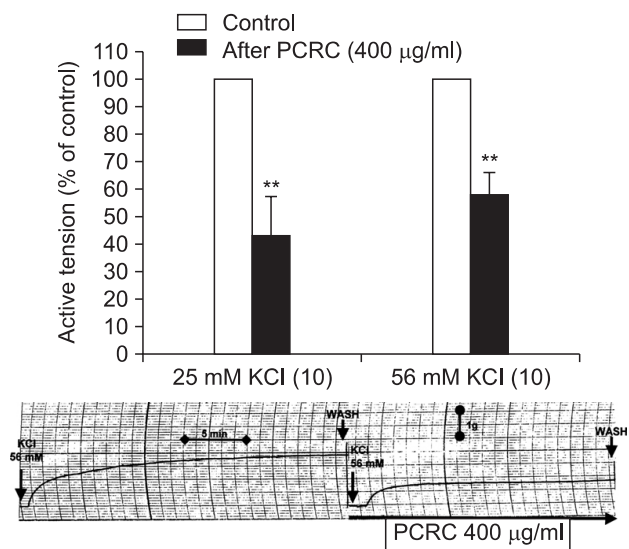 Control
After PCRC (400 μg/ml)
Active tension (% of control)
110
100
90
80
70
60
50
40
30
20
10
0
**
**
25 mM KCl (10)
56 mM KCl (10)
KCl
56 mM
5 min
WASH
KCl
56 mM
1g
WASH
PCRC 400 μg/ml